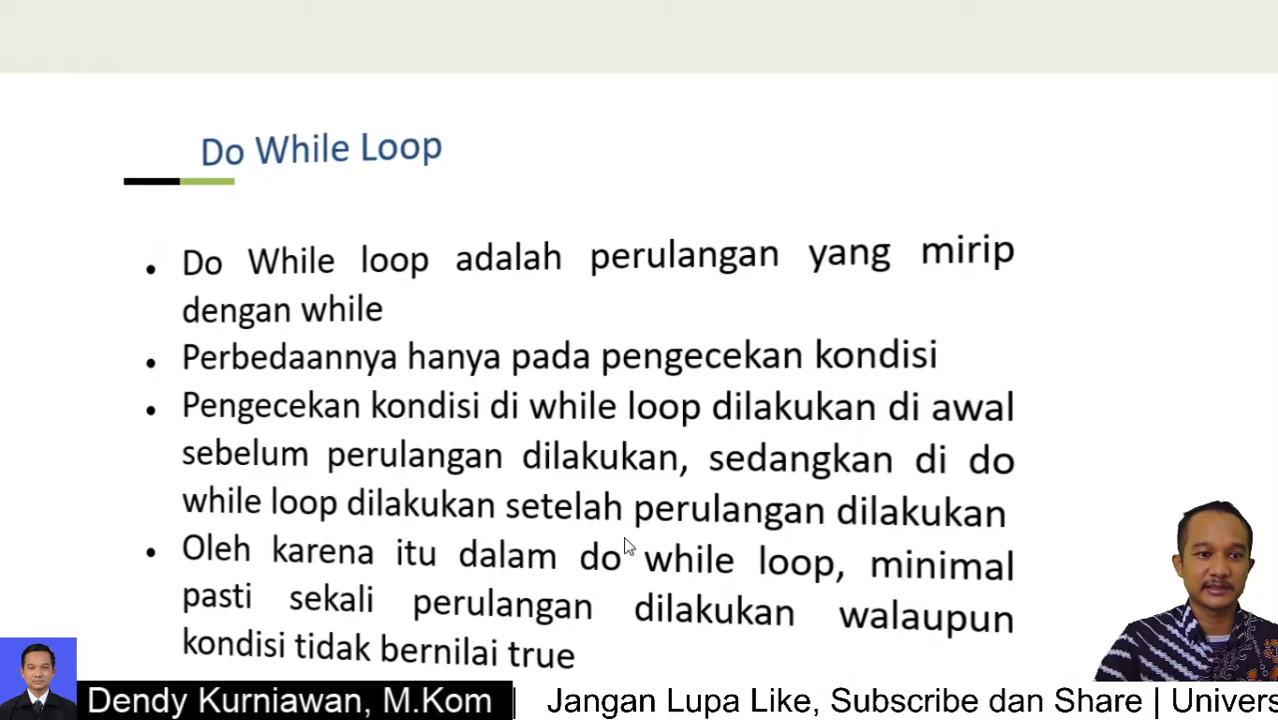 Do While Loop
• Do While loop adalah perulangan yang mirip
dengan while
• Perbedaannya hanya pada pengecekan kondisi
• Pengecekan kondisi di while loop dilakukan di awal
sebelum perulangan dilakukan, sedangkan di do
while loop dilakukan setelah perulangan dilakukan
• Oleh karena itu dalam do while loop, minimal
pasti sekali perulangan dilakukan walaupun
kondisi tidak bernilai true
Dendy Kurniawan, M.Kom | Jangan Lupa Like, Subscribe dan Share | Univers